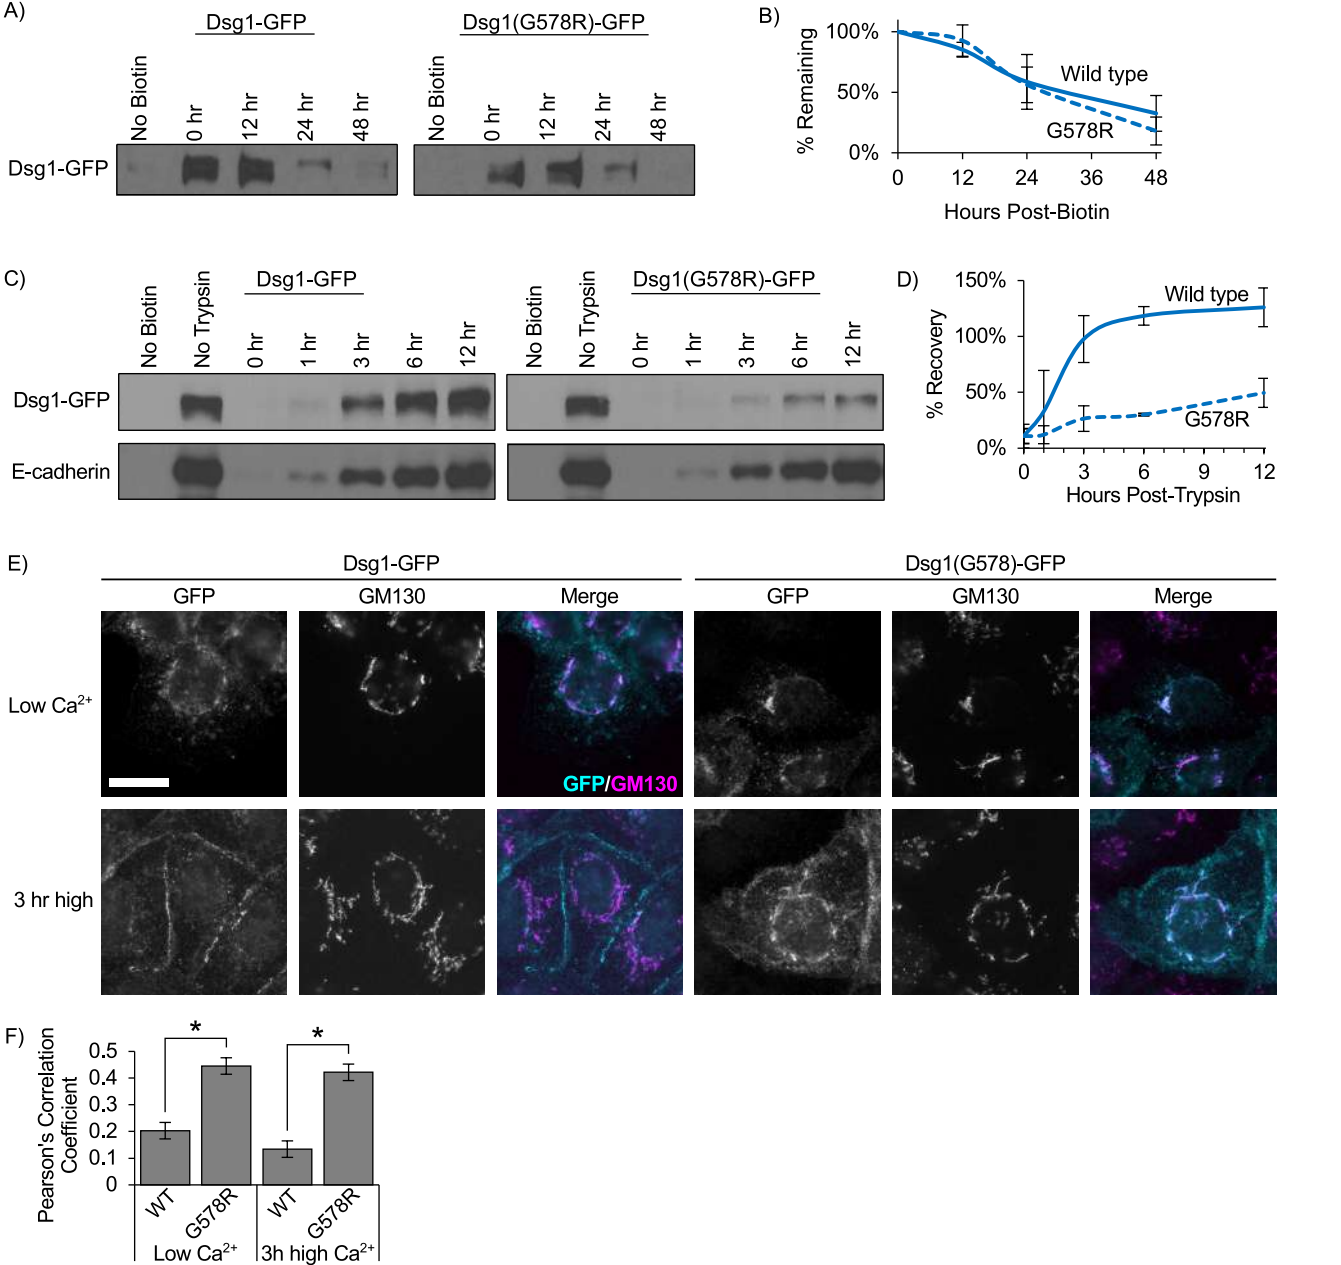 A)
Dsg1-GFP
Dsg1(G578R)-GFP
No Biotin
0 hr
12 hr
24 hr
48 hr
No Biotin
0 hr
12 hr
24 hr
48 hr
Dsg1-GFP
B)
% Remaining
100%
50%
0%
Wild type
G578R
0
12
24
36
48
Hours Post-Biotin
C)
Dsg1-GFP
Dsg1(G578R)-GFP
No Biotin
No Trypsin
0 hr
1 hr
3 hr
6 hr
12 hr
No Biotin
No Trypsin
0 hr
1 hr
3 hr
6 hr
12 hr
Dsg1-GFP
E-cadherin
D)
% Recovery
150%
100%
50%
0%
Wild type
G578R
0
3
6
9
12
Hours Post-Trypsin
E)
Dsg1-GFP
Dsg1(G578)-GFP
GFP
GM130
Merge
GFP
GM130
Merge
Low Ca²⁺
GFP/GM130
3 hr high
F)
Pearson's Correlation
Coefficient
0.5
0.4
0.3
0.2
0.1
0
*
*
WT
G578R
WT
G578R
Low Ca²⁺
3h high Ca²⁺